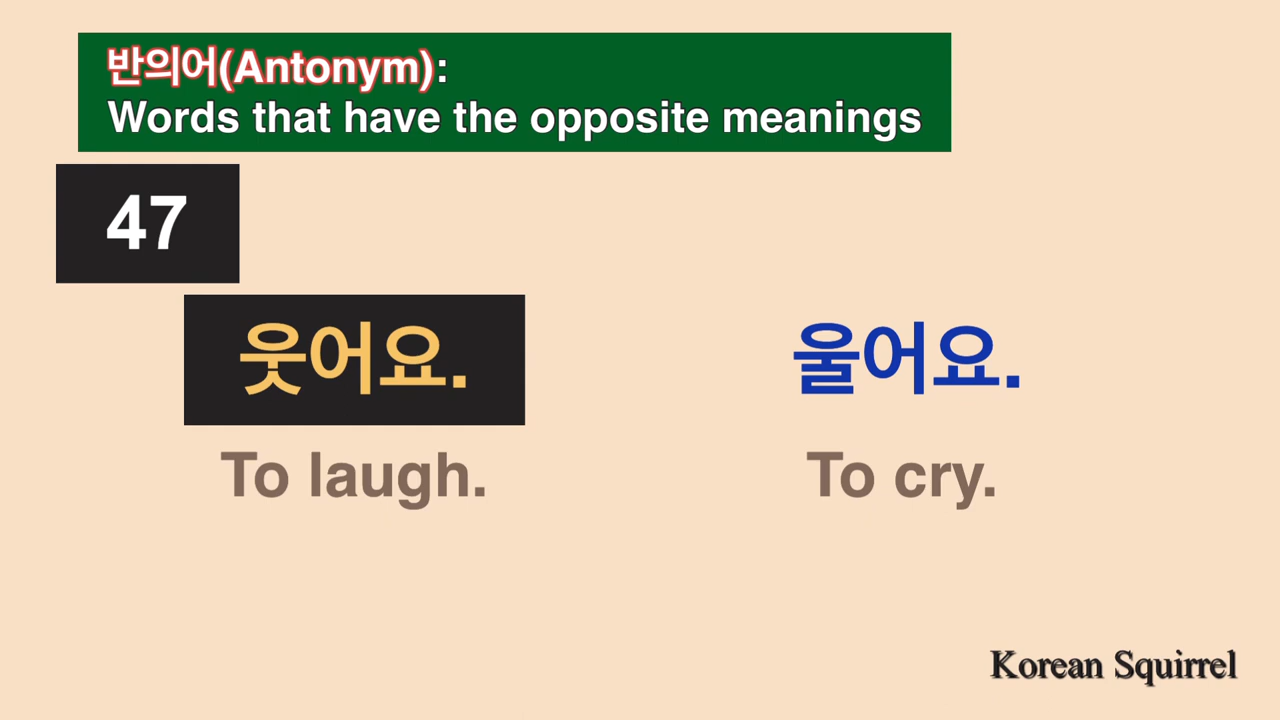 반의어(Antonym):
Words that have the opposite meanings
47
웃어요. 울어요.
To laugh. To cry.
Korean Squirrel